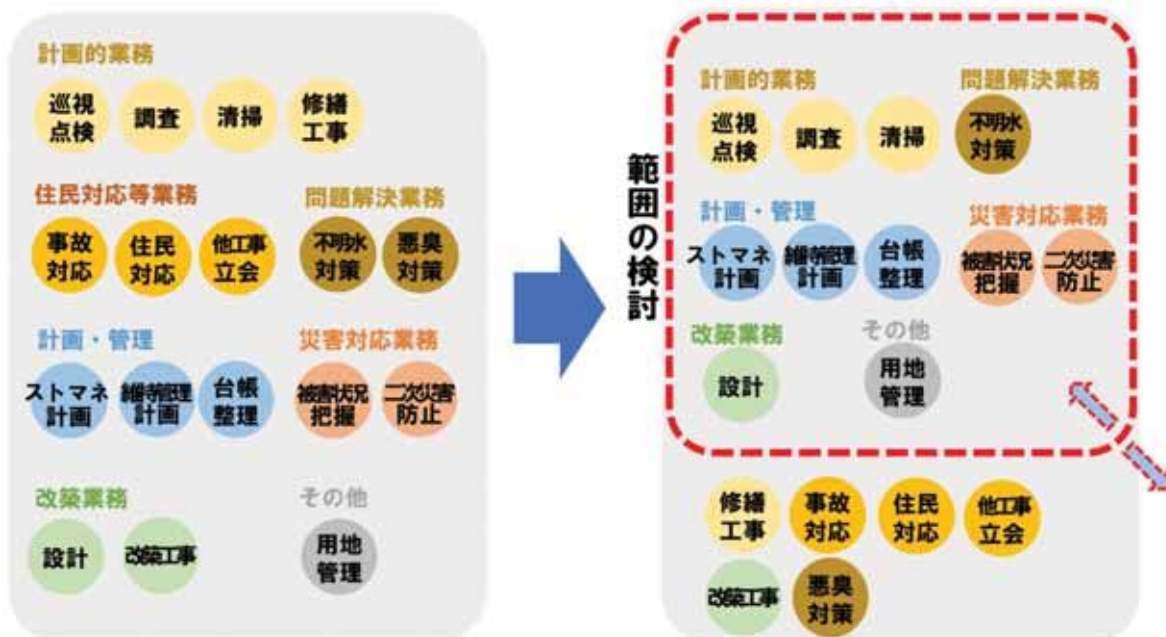 計画的業務
巡視
点検
調査
清掃
修繕
工事
住民対応等業務
事故
対応
住民
対応
他工事
立会
問題解決業務
不明水
対策
悪臭
対策
計画・管理
ストマネ
計画
維持管理
計画
台帳
整理
災害対応業務
被害状況
把握
二次災害
防止
改築業務
設計
改築工事
その他
用地
管理
範囲の検討
計画的業務
巡視
点検
調査
清掃
問題解決業務
不明水
対策
計画・管理
ストマネ
計画
維持管理
計画
台帳
整理
災害対応業務
被害状況
把握
二次災害
防止
改築業務
設計
その他
用地
管理
修繕
工事
事故
対応
住民
対応
他工事
立会
改築工事
悪臭
対策